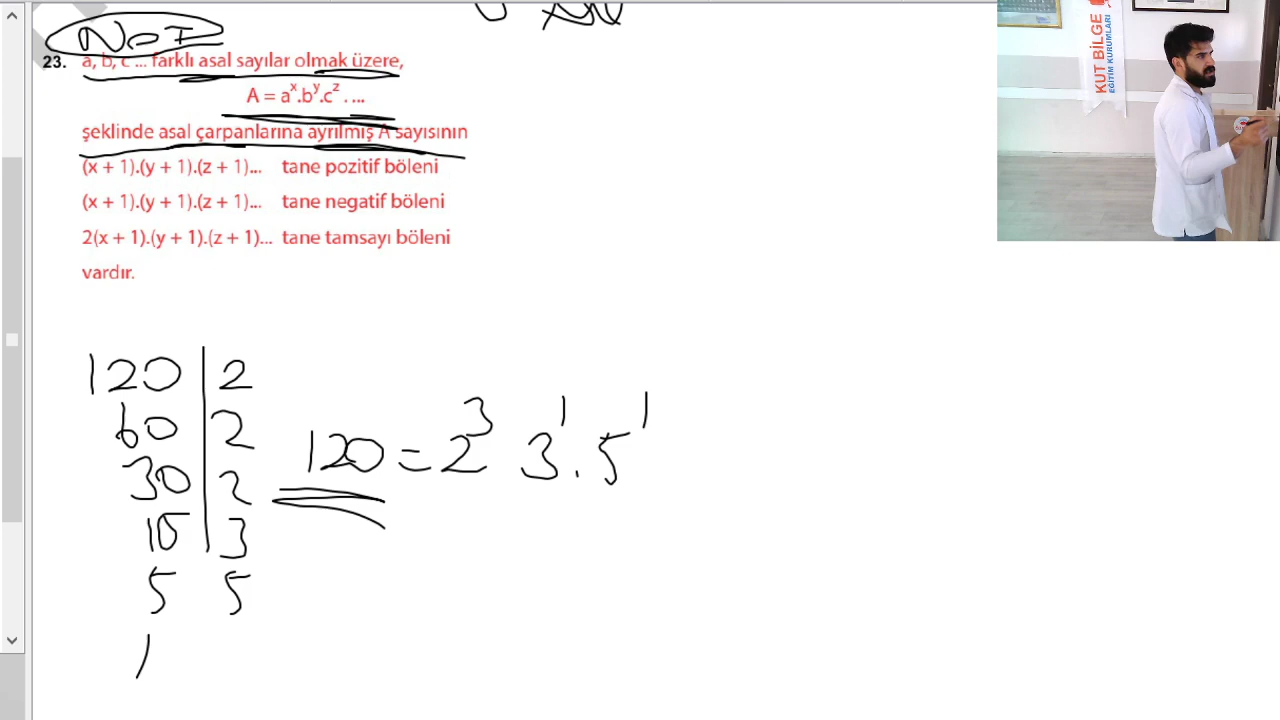 NOT
23. a, b, c ... farklı asal sayılar olmak üzere,
A = a^x.b^y.c^z . ...
şeklinde asal çarpanlarına ayrılmış A sayısının
(x + 1).(y + 1).(z + 1)... tane pozitif böleni
(x + 1).(y + 1).(z + 1)... tane negatif böleni
2(x + 1).(y + 1).(z + 1)... tane tamsayı böleni
vardır.
120 | 2
60 | 2
30 | 2
15 | 3
5 5
1
120 = 2^3 . 3^1 . 5^1
KUT BİLGE
EĞİTİM KURUMLARI